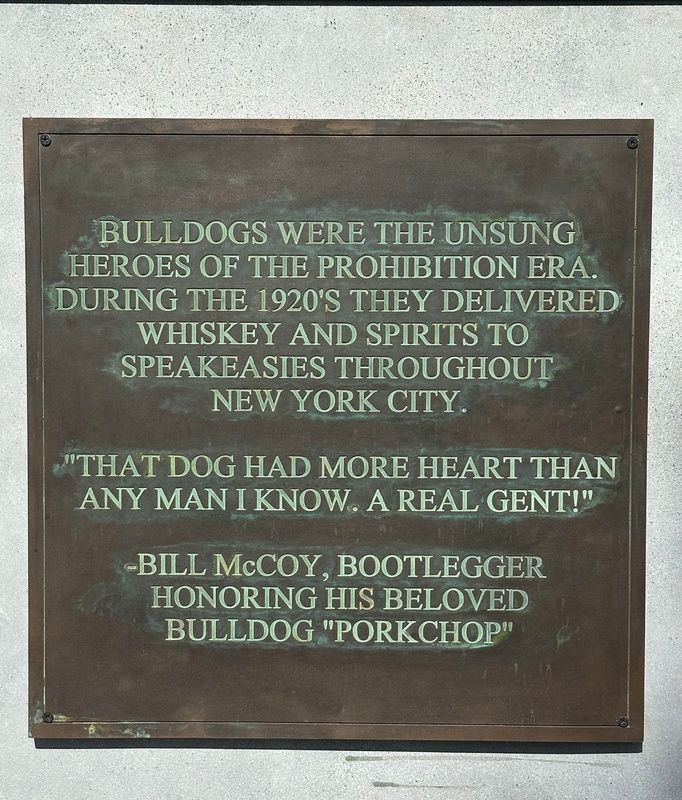 BULLDOGS WERE THE UNSUNG
HEROES OF THE PROHIBITION ERA.
DURING THE 1920'S THEY DELIVERED
WHISKEY AND SPIRITS TO
SPEAKEASIES THROUGHOUT
NEW YORK CITY.
"THAT DOG HAD MORE HEART THAN
ANY MAN I KNOW. A REAL GENT!"
-BILL McCOY, BOOTLEGGER
HONORING HIS BELOVED
BULLDOG "PORKCHOP"